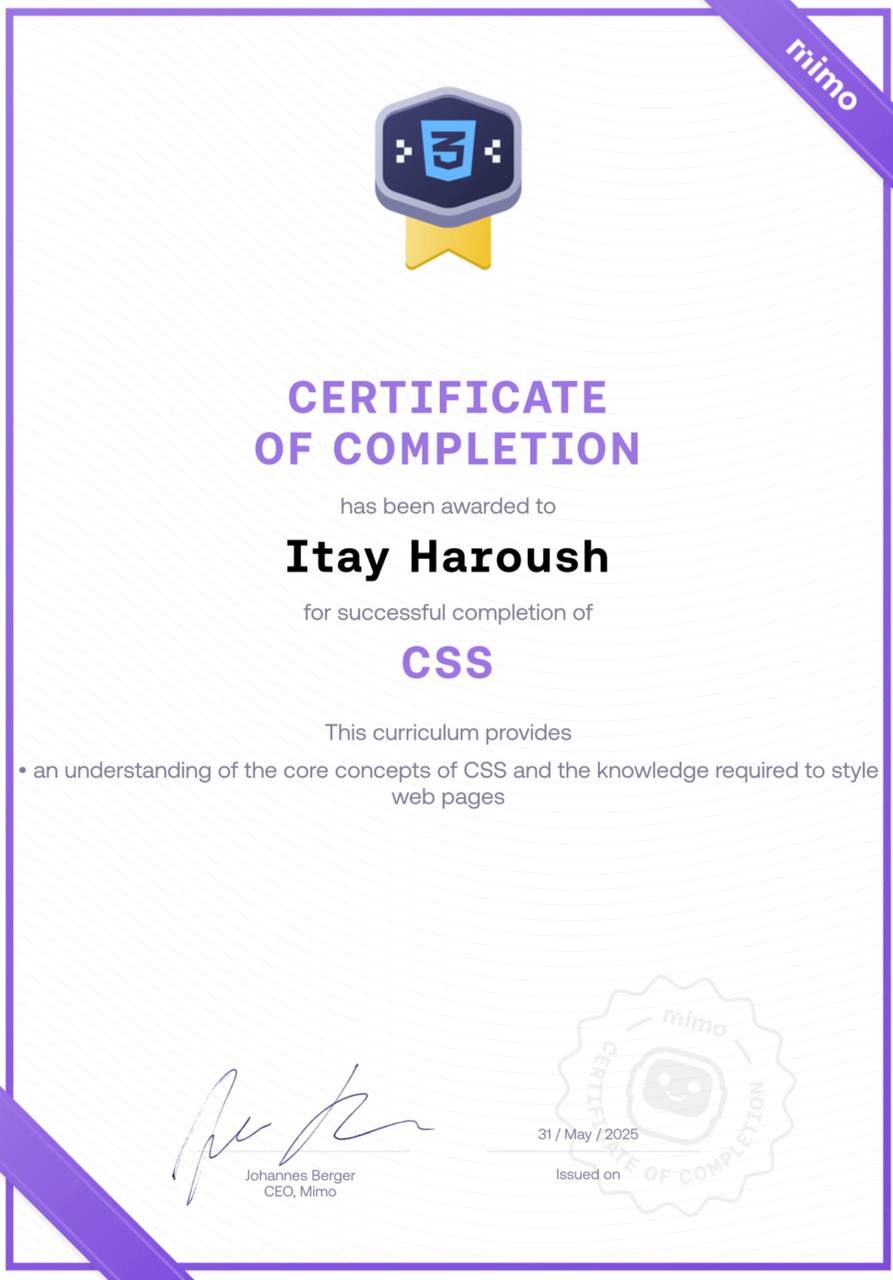 mimo
3
CERTIFICATE
OF COMPLETION
has been awarded to
Itay Haroush
for successful completion of
CSS
This curriculum provides
• an understanding of the core concepts of CSS and the knowledge required to style
web pages
mimo
CERTIFICATE OF COMPLETION
31 / May / 2025
Johannes Berger
CEO, Mimo
Issued on